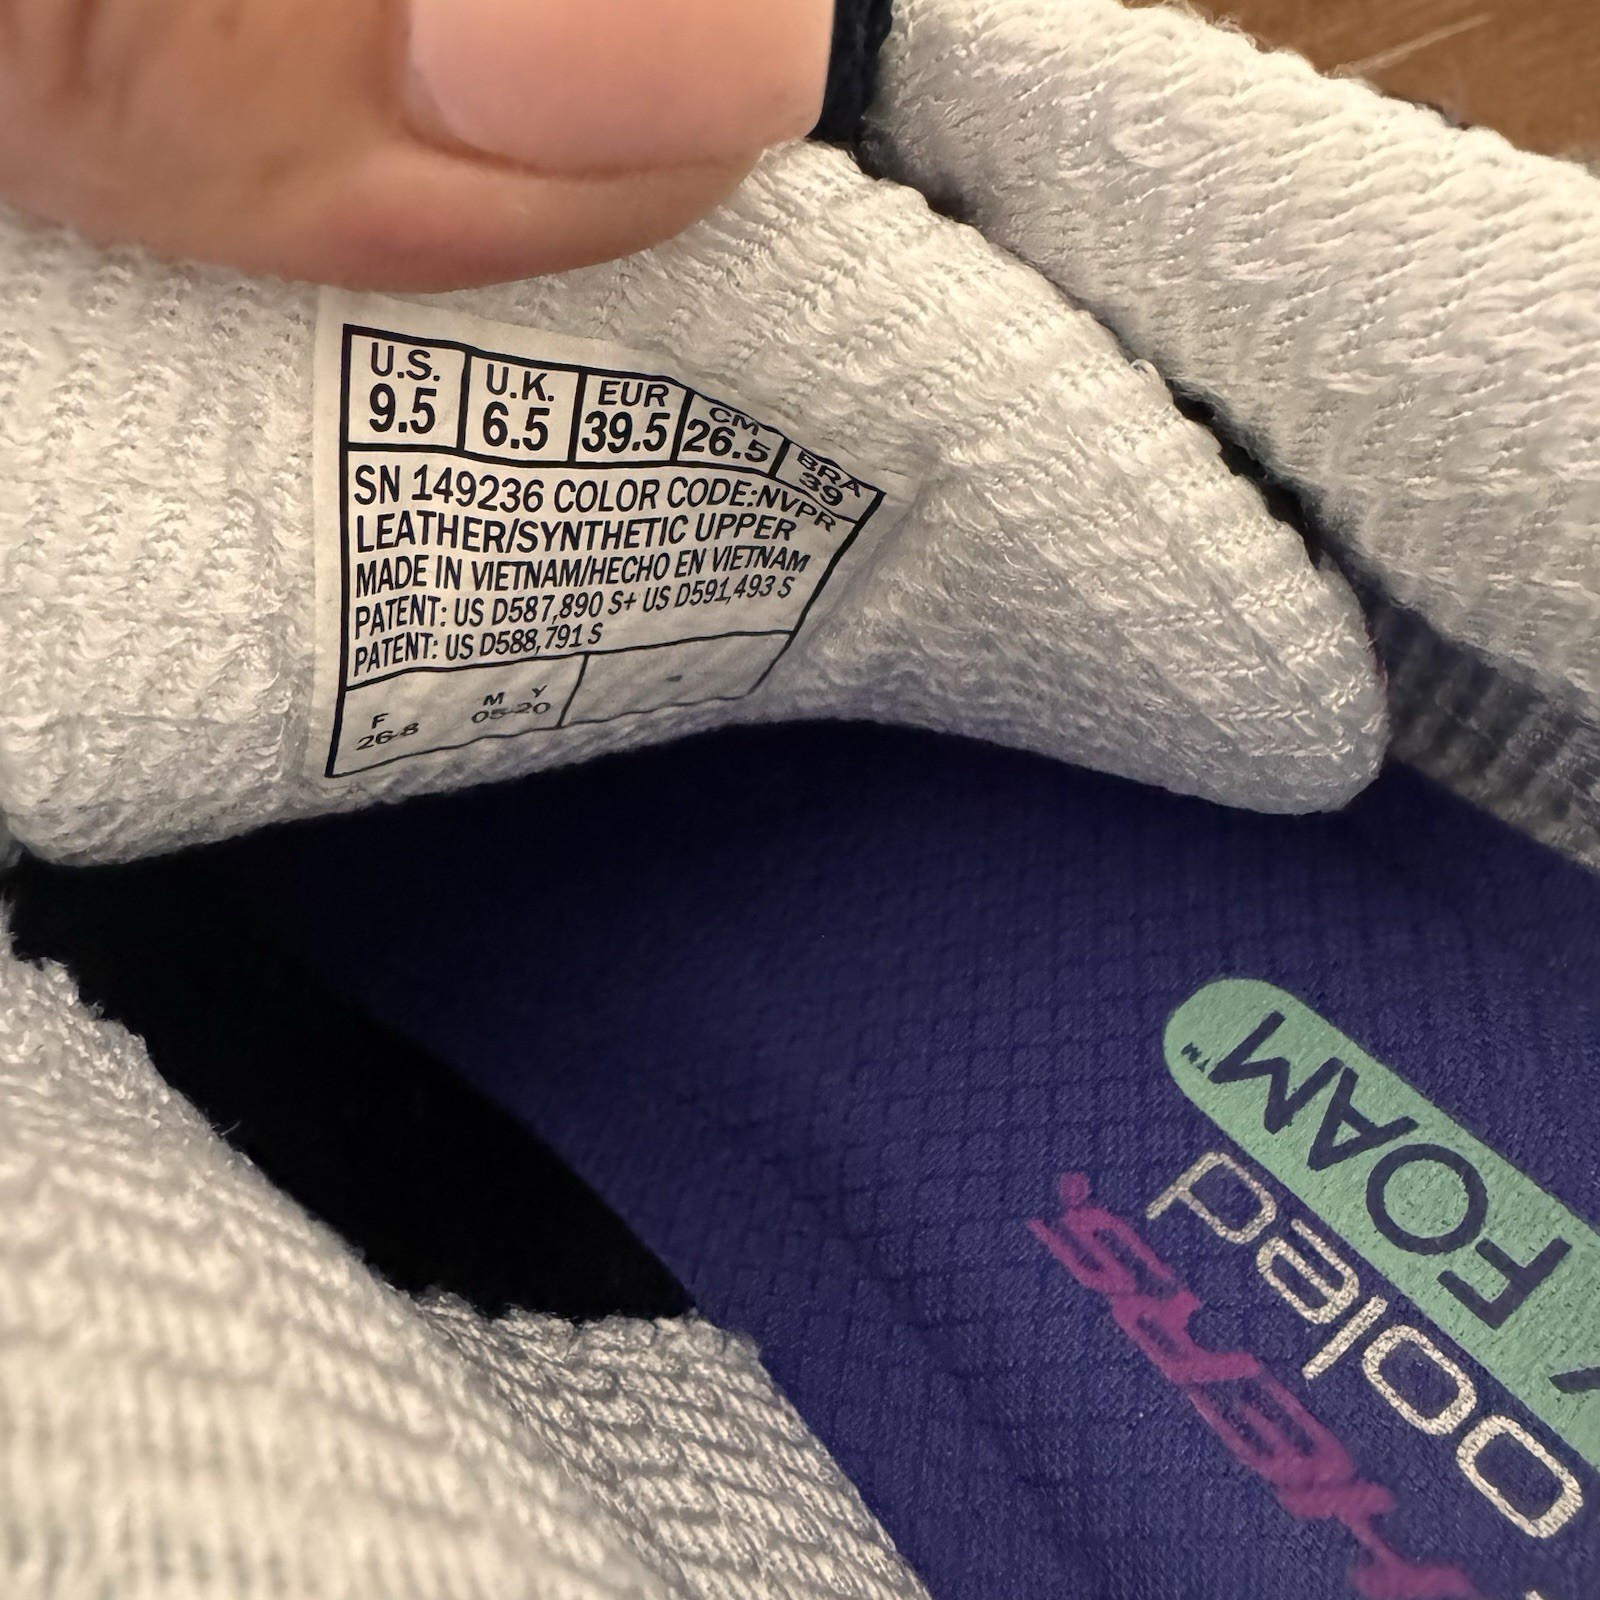 U.S. U.K. EUR CM BRA
9.5 6.5 39.5 26.5 39
SN 149236 COLOR CODE:NVPR
LEATHER/SYNTHETIC UPPER
MADE IN VIETNAM/HECHO EN VIETNAM
PATENT: US D587,890 S+ US D591,493 S
PATENT: US D588,791 S
F M Y
26-8 05-20
FOAM™